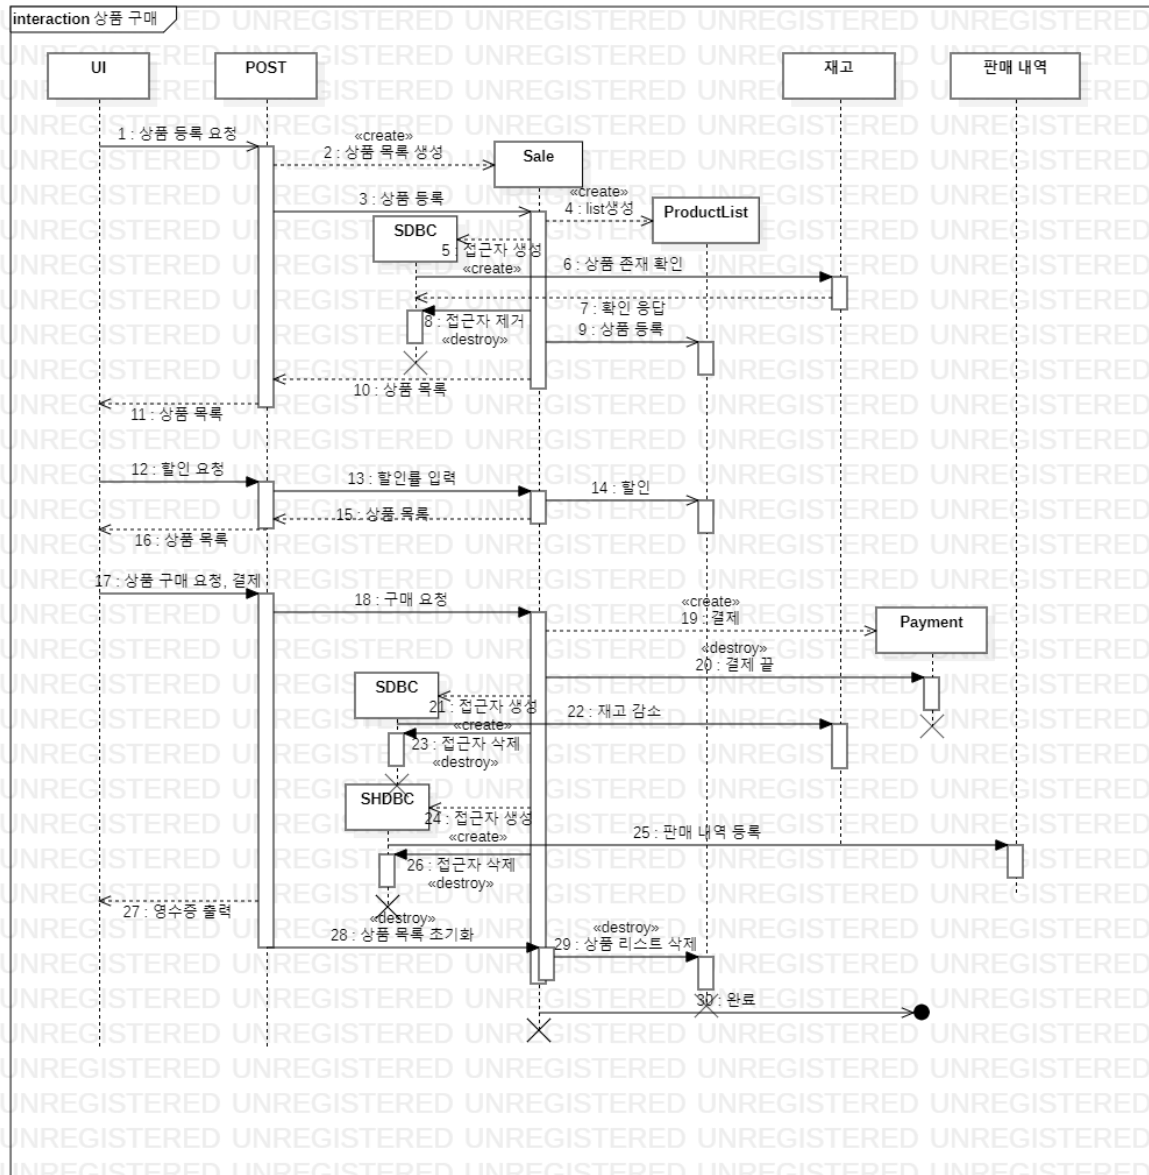 interaction 상품 구매
UI
POST
재고
판매 내역
1 : 상품 등록 요청
«create»
2 : 상품 목록 생성
Sale
3 : 상품 등록
«create»
4 : list생성
ProductList
SDBC
5 : 접근자 생성
«create»
6 : 상품 존재 확인
7 : 확인 응답
8 : 접근자 제거
«destroy»
9 : 상품 등록
10 : 상품 목록
11 : 상품 목록
12 : 할인 요청
13 : 할인률 입력
14 : 할인
15 : 상품 목록
16 : 상품 목록
17 : 상품 구매 요청, 결제
18 : 구매 요청
«create»
19 : 결제
Payment
«destroy»
20 : 결제 끝
SDBC
21 : 접근자 생성
«create»
22 : 재고 감소
23 : 접근자 삭제
«destroy»
SHDBC
24 : 접근자 생성
«create»
25 : 판매 내역 등록
26 : 접근자 삭제
«destroy»
27 : 영수증 출력
«destroy»
28 : 상품 목록 초기화
«destroy»
29 : 상품 리스트 삭제
30 : 완료
UNREGISTERED